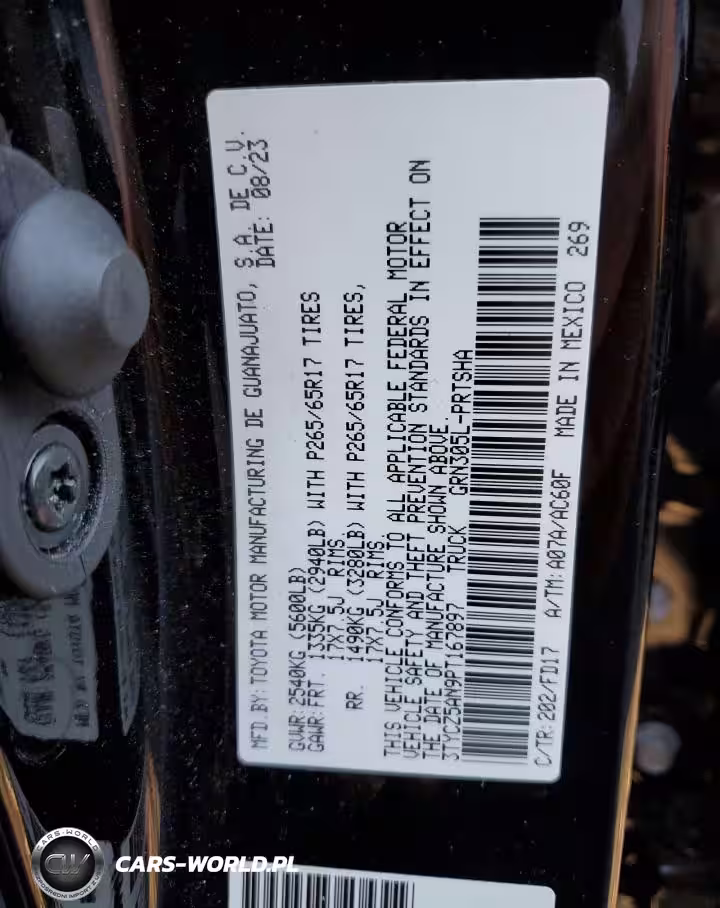 MFD.BY: TOYOTA MOTOR MANUFACTURING DE GUANAJUATO, S.A. DE C.V.
DATE: 08/23
GVWR: 2540KG (5600LB)
GAWR: FRT. 1335KG (2940LB) WITH P265/65R17 TIRES
17X7.5J RIMS,
RR. 1490KG (3280LB) WITH P265/65R17 TIRES,
17X7.5J RIMS
THIS VEHICLE CONFORMS TO ALL APPLICABLE FEDERAL MOTOR
VEHICLE SAFETY AND THEFT PREVENTION STANDARDS IN EFFECT ON
THE DATE OF MANUFACTURE SHOWN ABOVE.
3TYCZ5AN9PT167897 TRUCK GRN305L-PRTSHA
C/TR: 202/FD17 A/TM: A07A/AC60F MADE IN MEXICO 269
CARS-WORLD.PL
CARS-WORLD
CW